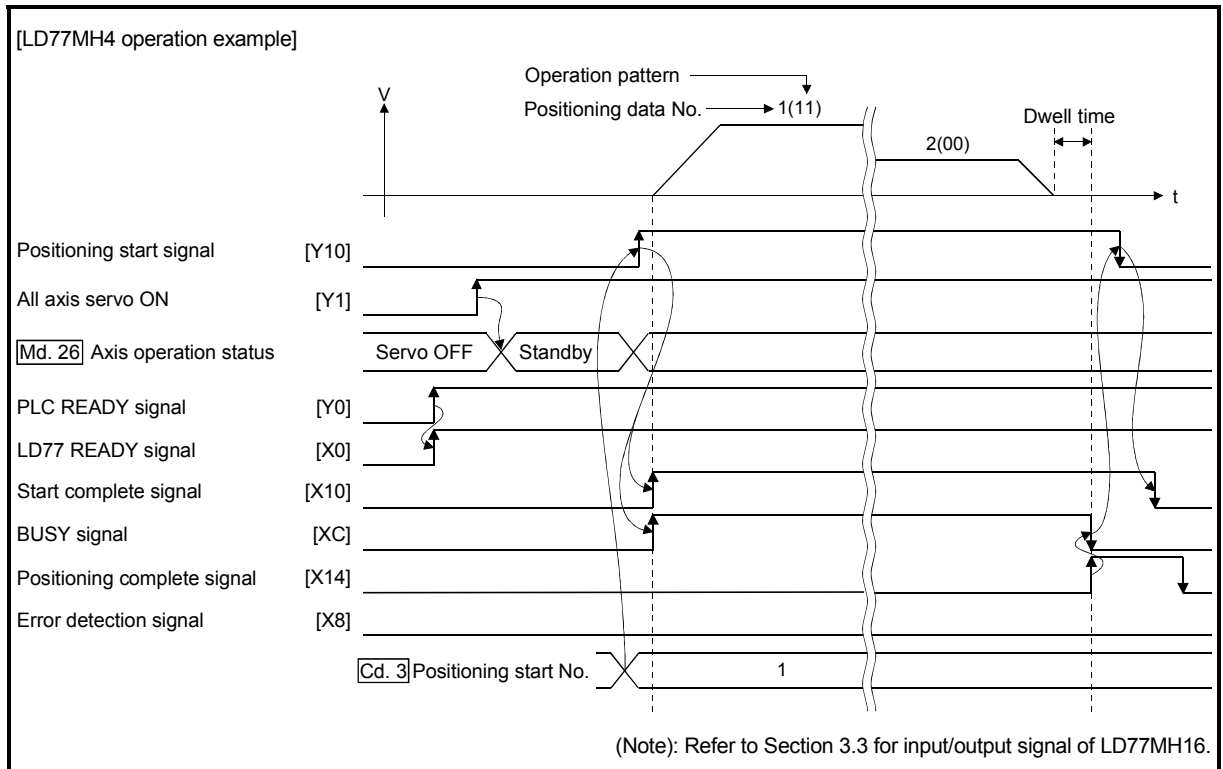 [LD77MH4 operation example]
Operation pattern
V
Positioning data No. 1(11)
Dwell time
2(00)
t
Positioning start signal [Y10]
All axis servo ON [Y1]
Md. 26 Axis operation status Servo OFF Standby
PLC READY signal [Y0]
LD77 READY signal [X0]
Start complete signal [X10]
BUSY signal [XC]
Positioning complete signal [X14]
Error detection signal [X8]
Cd. 3 Positioning start No. 1
(Note): Refer to Section 3.3 for input/output signal of LD77MH16.